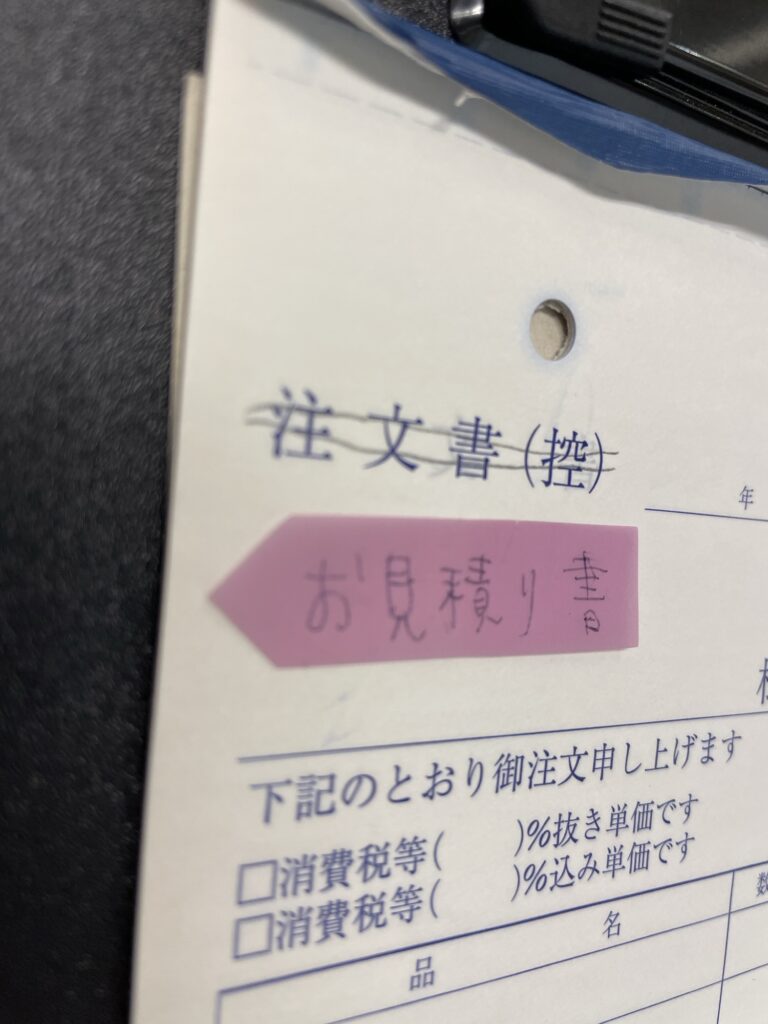 注文書(控)
年
お見積り書
下記のとおり御注文申し上げます
□消費税等(　　)%抜き単価です
□消費税等(　　)%込み単価です
品　名
数